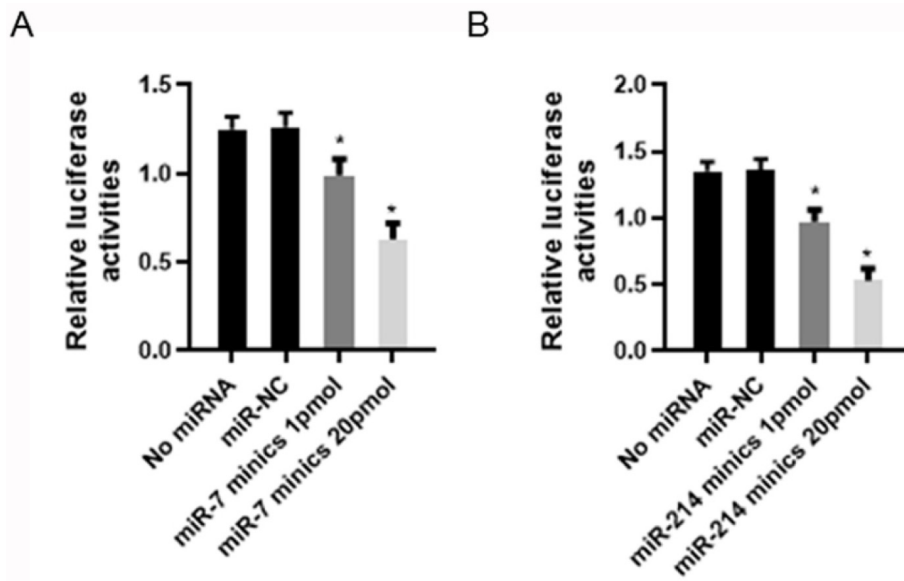 A
Relative luciferase
activities
1.5
1.0
0.5
0.0
*
*
No miRNA
miR-NC
miR-7 minics 1pmol
miR-7 minics 20pmol
B
Relative luciferase
activities
2.0
1.5
1.0
0.5
0.0
*
*
No miRNA
miR-NC
miR-214 minics 1pmol
miR-214 minics 20pmol